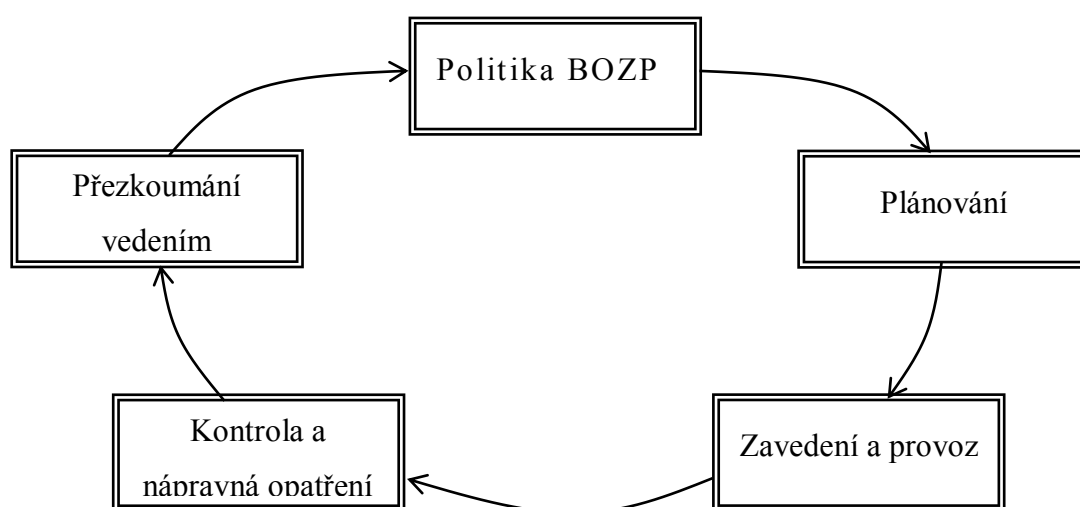 Politika BOZP
Přezkoumání
vedením
Plánování
Kontrola a
nápravná opatření
Zavedení a provoz